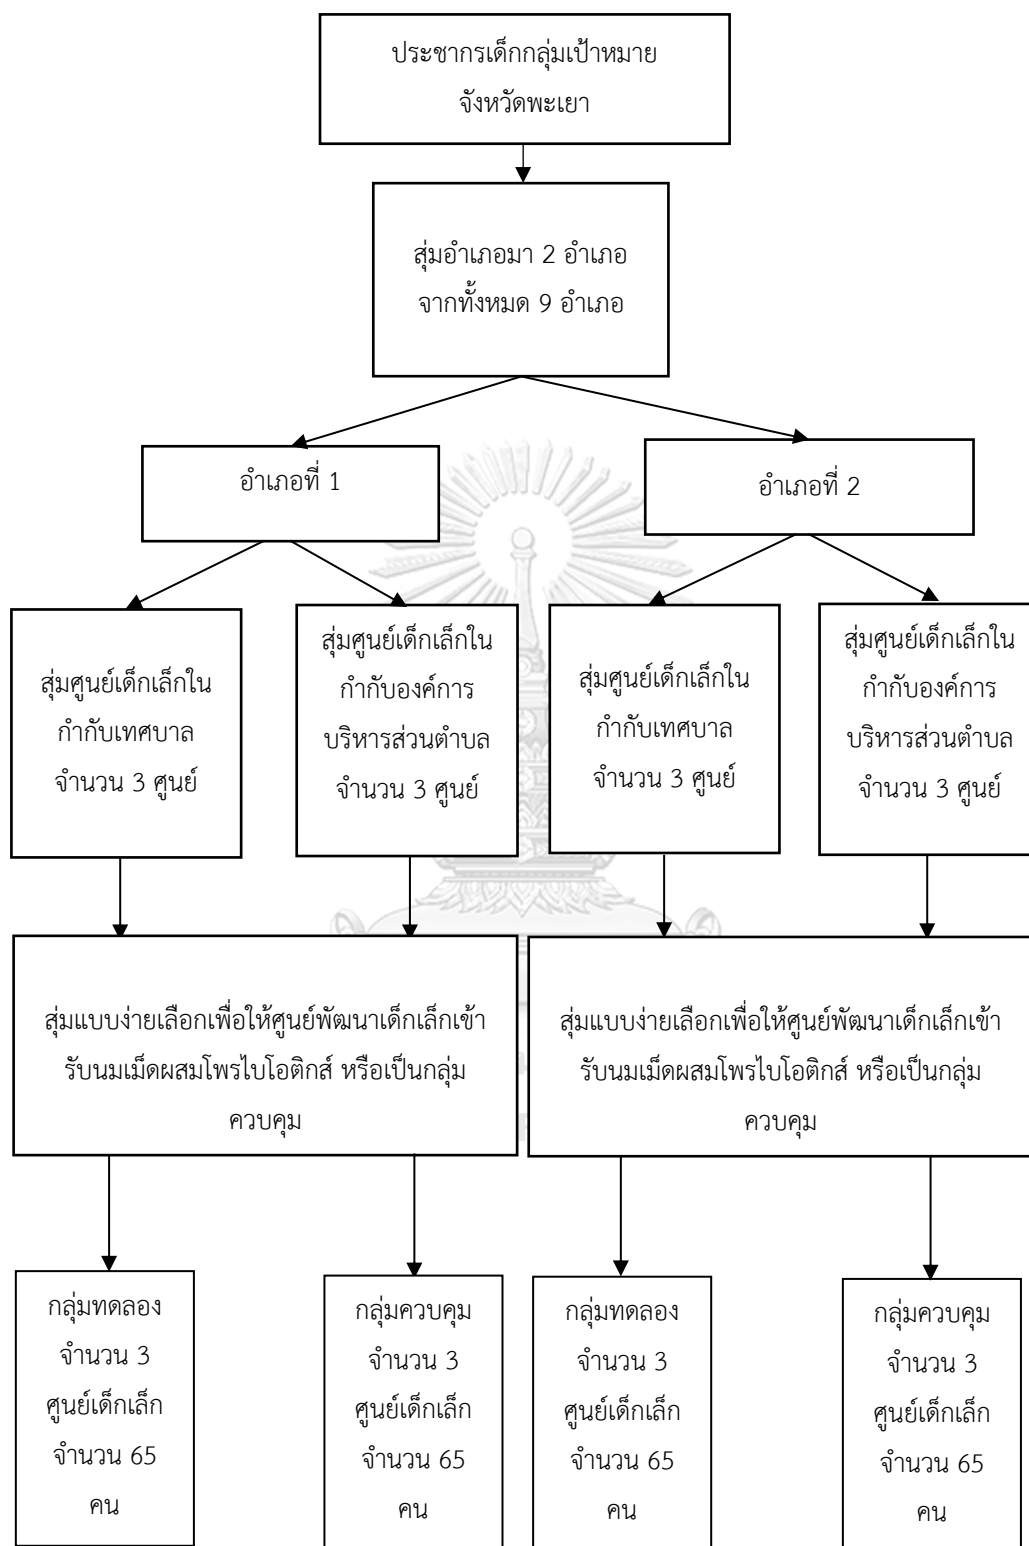 ประชากรเด็กกลุ่มเป้าหมาย
จังหวัดพะเยา
สุ่มอำเภอมา 2 อำเภอ
จากทั้งหมด 9 อำเภอ
อำเภอที่ 1
อำเภอที่ 2
สุ่มศูนย์เด็กเล็กใน
กำกับเทศบาล
จำนวน 3 ศูนย์
สุ่มศูนย์เด็กเล็กใน
กำกับองค์การ
บริหารส่วนตำบล
จำนวน 3 ศูนย์
สุ่มศูนย์เด็กเล็กใน
กำกับเทศบาล
จำนวน 3 ศูนย์
สุ่มศูนย์เด็กเล็กใน
กำกับองค์การ
บริหารส่วนตำบล
จำนวน 3 ศูนย์
สุ่มแบบง่ายเลือกเพื่อให้ศูนย์พัฒนาเด็กเล็กเข้า
รับนมเม็ดผสมโพรไบโอติกส์ หรือเป็นกลุ่ม
ควบคุม
สุ่มแบบง่ายเลือกเพื่อให้ศูนย์พัฒนาเด็กเล็กเข้า
รับนมเม็ดผสมโพรไบโอติกส์ หรือเป็นกลุ่ม
ควบคุม
กลุ่มทดลอง
จำนวน 3
ศูนย์เด็กเล็ก
จำนวน 65
คน
กลุ่มควบคุม
จำนวน 3
ศูนย์เด็กเล็ก
จำนวน 65
คน
กลุ่มทดลอง
จำนวน 3
ศูนย์เด็กเล็ก
จำนวน 65
คน
กลุ่มควบคุม
จำนวน 3
ศูนย์เด็กเล็ก
จำนวน 65
คน